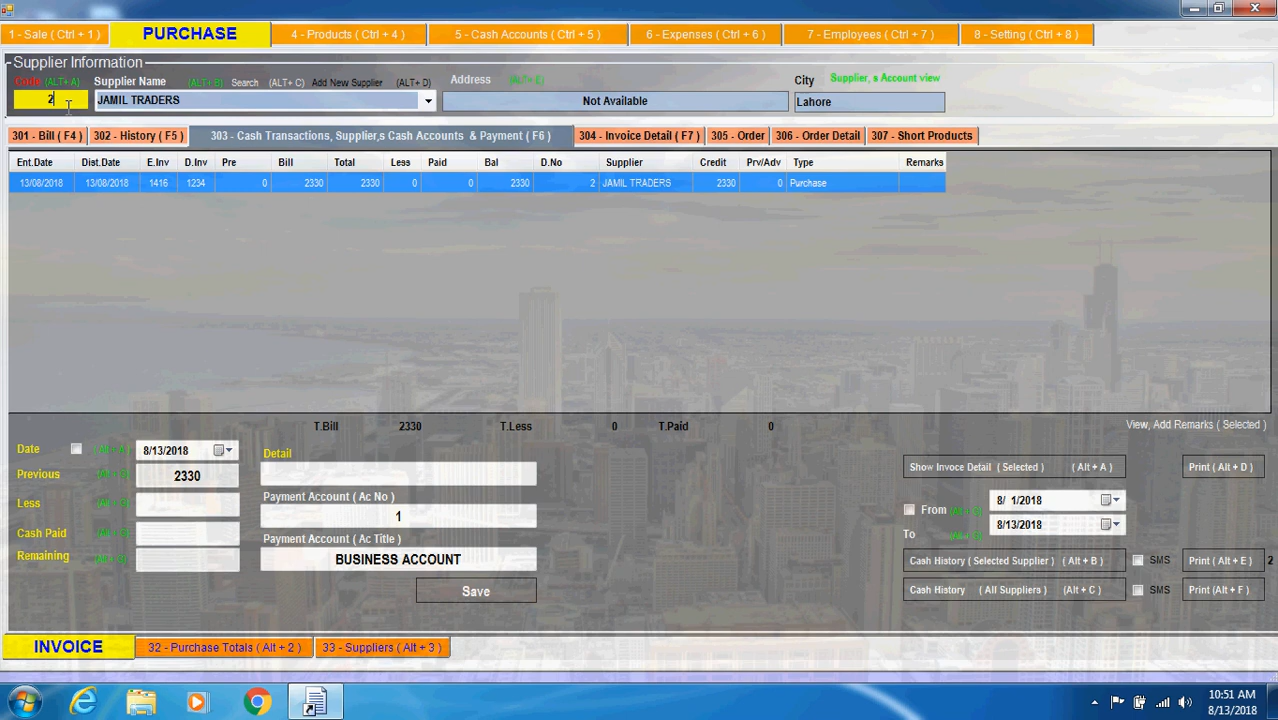 1 - Sale ( Ctrl + 1 ) PURCHASE 4 - Products ( Ctrl + 4 ) 5 - Cash Accounts ( Ctrl + 5 ) 6 - Expenses ( Ctrl + 6 ) 7 - Employees ( Ctrl + 7 ) 8 - Setting ( Ctrl + 8 )
Supplier Information
Code (ALT+ A) Supplier Name (ALT+ B) Search (ALT+ C) Add New Supplier (ALT+ D) Address (ALT+ E) City Supplier, s Account view
2 JAMIL TRADERS Not Available Lahore
301 - Bill ( F4 ) 302 - History ( F5 ) 303 - Cash Transactions, Supplier,s Cash Accounts & Payment ( F6 ) 304 - Invoice Detail ( F7 ) 305 - Order 306 - Order Detail 307 - Short Products
Ent.Date Dist.Date E.Inv D.Inv Pre Bill Total Less Paid Bal D.No Supplier Credit Prv/Adv Type Remarks
13/08/2018 13/08/2018 1416 1234 0 2330 2330 0 0 2330 2 JAMIL TRADERS 2330 0 Purchase
T.Bill 2330 T.Less 0 T.Paid 0 View, Add Remarks ( Selected )
Date 8/13/2018 Detail
Previous 2330 Show Invoce Detail ( Selected ) ( Alt + A ) Print ( Alt + D )
Less Payment Account ( Ac No ) From 8/ 1/2018
1
Cash Paid Payment Account ( Ac Title ) To 8/13/2018
Remaining BUSINESS ACCOUNT Cash History ( Selected Supplier ) ( Alt + B ) SMS Print ( Alt + E ) 2
Save Cash History ( All Suppliers ) (Alt + C ) SMS Print (Alt + F )
INVOICE 32 - Purchase Totals ( Alt + 2 ) 33 - Suppliers ( Alt + 3 )
10:51 AM
8/13/2018